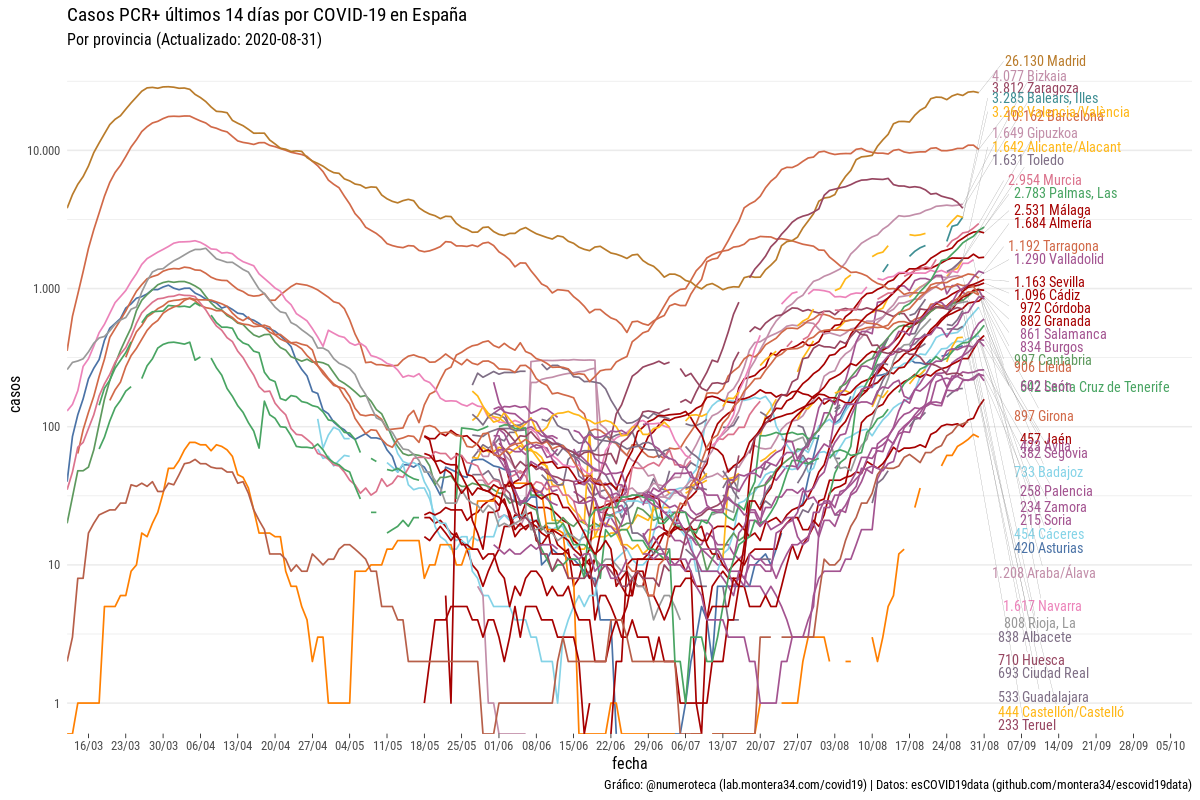 Casos PCR+ últimos 14 días por COVID-19 en España
Por provincia (Actualizado: 2020-08-31)
26.130 Madrid
4.077 Bizkaia
3.812 Zaragoza
3.285 Balears, Illes
3.268 Valencia/València
10.162 Barcelona
1.649 Gipuzkoa
1.642 Alicante/Alacant
1.631 Toledo
2.954 Murcia
2.783 Palmas, Las
2.531 Málaga
1.684 Almería
1.192 Tarragona
1.290 Valladolid
1.163 Sevilla
1.096 Cádiz
972 Córdoba
882 Granada
861 Salamanca
834 Burgos
997 Cantabria
906 Lleida
602 León
Santa Cruz de Tenerife
897 Girona
457 Jaén
382 Segovia
733 Badajoz
258 Palencia
234 Zamora
215 Soria
454 Cáceres
420 Asturias
1.208 Araba/Álava
1.617 Navarra
808 Rioja, La
838 Albacete
710 Huesca
693 Ciudad Real
533 Guadalajara
444 Castellón/Castelló
233 Teruel
casos
10.000
1.000
100
10
1
16/03 23/03 30/03 06/04 13/04 20/04 27/04 04/05 11/05 18/05 25/05 01/06 08/06 15/06 22/06 29/06 06/07 13/07 20/07 27/07 03/08 10/08 17/08 24/08 31/08 07/09 14/09 21/09 28/09 05/10
fecha
Gráfico: @numeroteca (lab.montera34.com/covid19) | Datos: esCOVID19data (github.com/montera34/escovid19data)